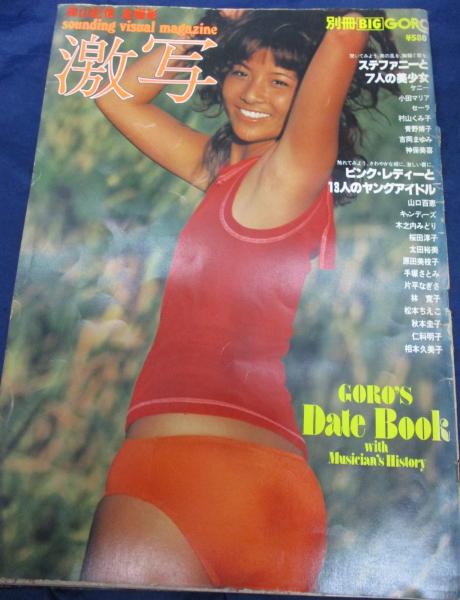 sounding visual magazine
激写
別冊 BIG GORO
¥580
ステファニーと
7人の美少女
ケニー
小田マリア
セーラ
村山くみ子
青野婦子
吉岡まゆみ
神保美喜
ピンク・レディーと
13人のヤングアイドル
山口百恵
キャンディーズ
木之内みどり
桜田淳子
太田裕美
原田美枝子
手塚さとみ
片平なぎさ
林 寛子
松本ちえこ
秋本圭子
仁科明子
相本久美子
GORO'S
Date Book
with
Musician's History